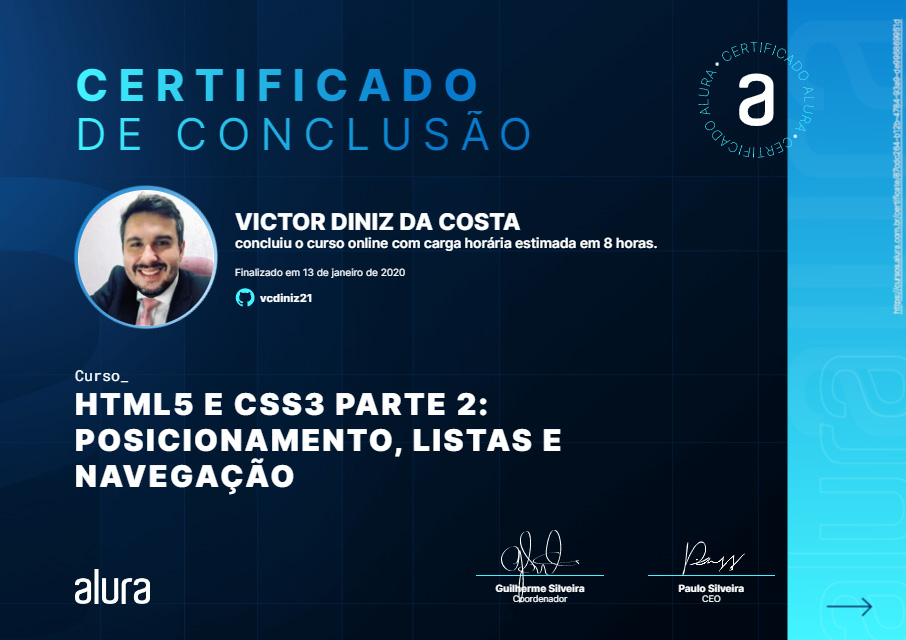 CERTIFICADO
DE CONCLUSÃO
CERTIFICADO ALURA • CERTIFICADO ALURA •
a
VICTOR DINIZ DA COSTA
concluiu o curso online com carga horária estimada em 8 horas.
Finalizado em 13 de janeiro de 2020
vcdiniz21
Curso_
HTML5 E CSS3 PARTE 2:
POSICIONAMENTO, LISTAS E
NAVEGAÇÃO
alura
Guilherme Silveira
Coordenador
Paulo Silveira
CEO
alura